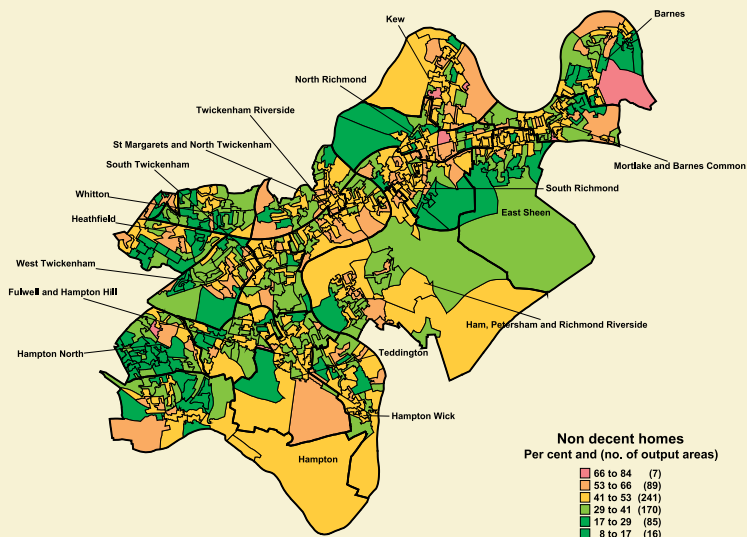 Kew
Barnes
North Richmond
Twickenham Riverside
St Margarets and North Twickenham
South Twickenham
Mortlake and Barnes Common
Whitton
South Richmond
Heathfield
East Sheen
West Twickenham
Fulwell and Hampton Hill
Ham, Petersham and Richmond Riverside
Hampton North
Teddington
Hampton Wick
Hampton
Non decent homes
Per cent and (no. of output areas)
66 to 84 (7)
53 to 66 (89)
41 to 53 (241)
29 to 41 (170)
17 to 29 (85)
8 to 17 (16)